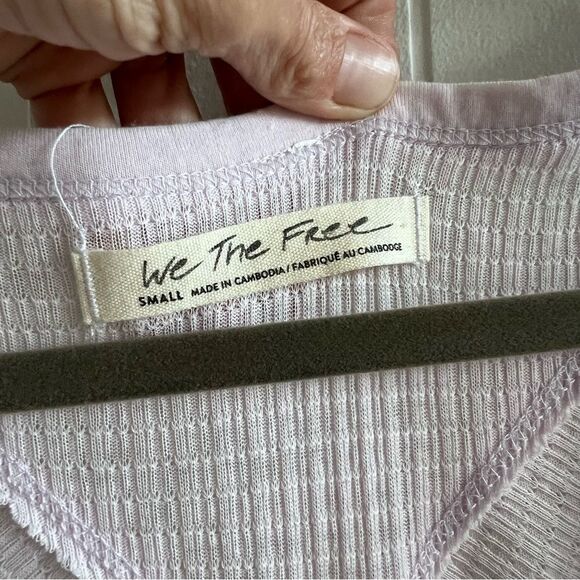 We The Free
SMALL MADE IN CAMBODIA / FABRIQUÉ AU CAMBODGE